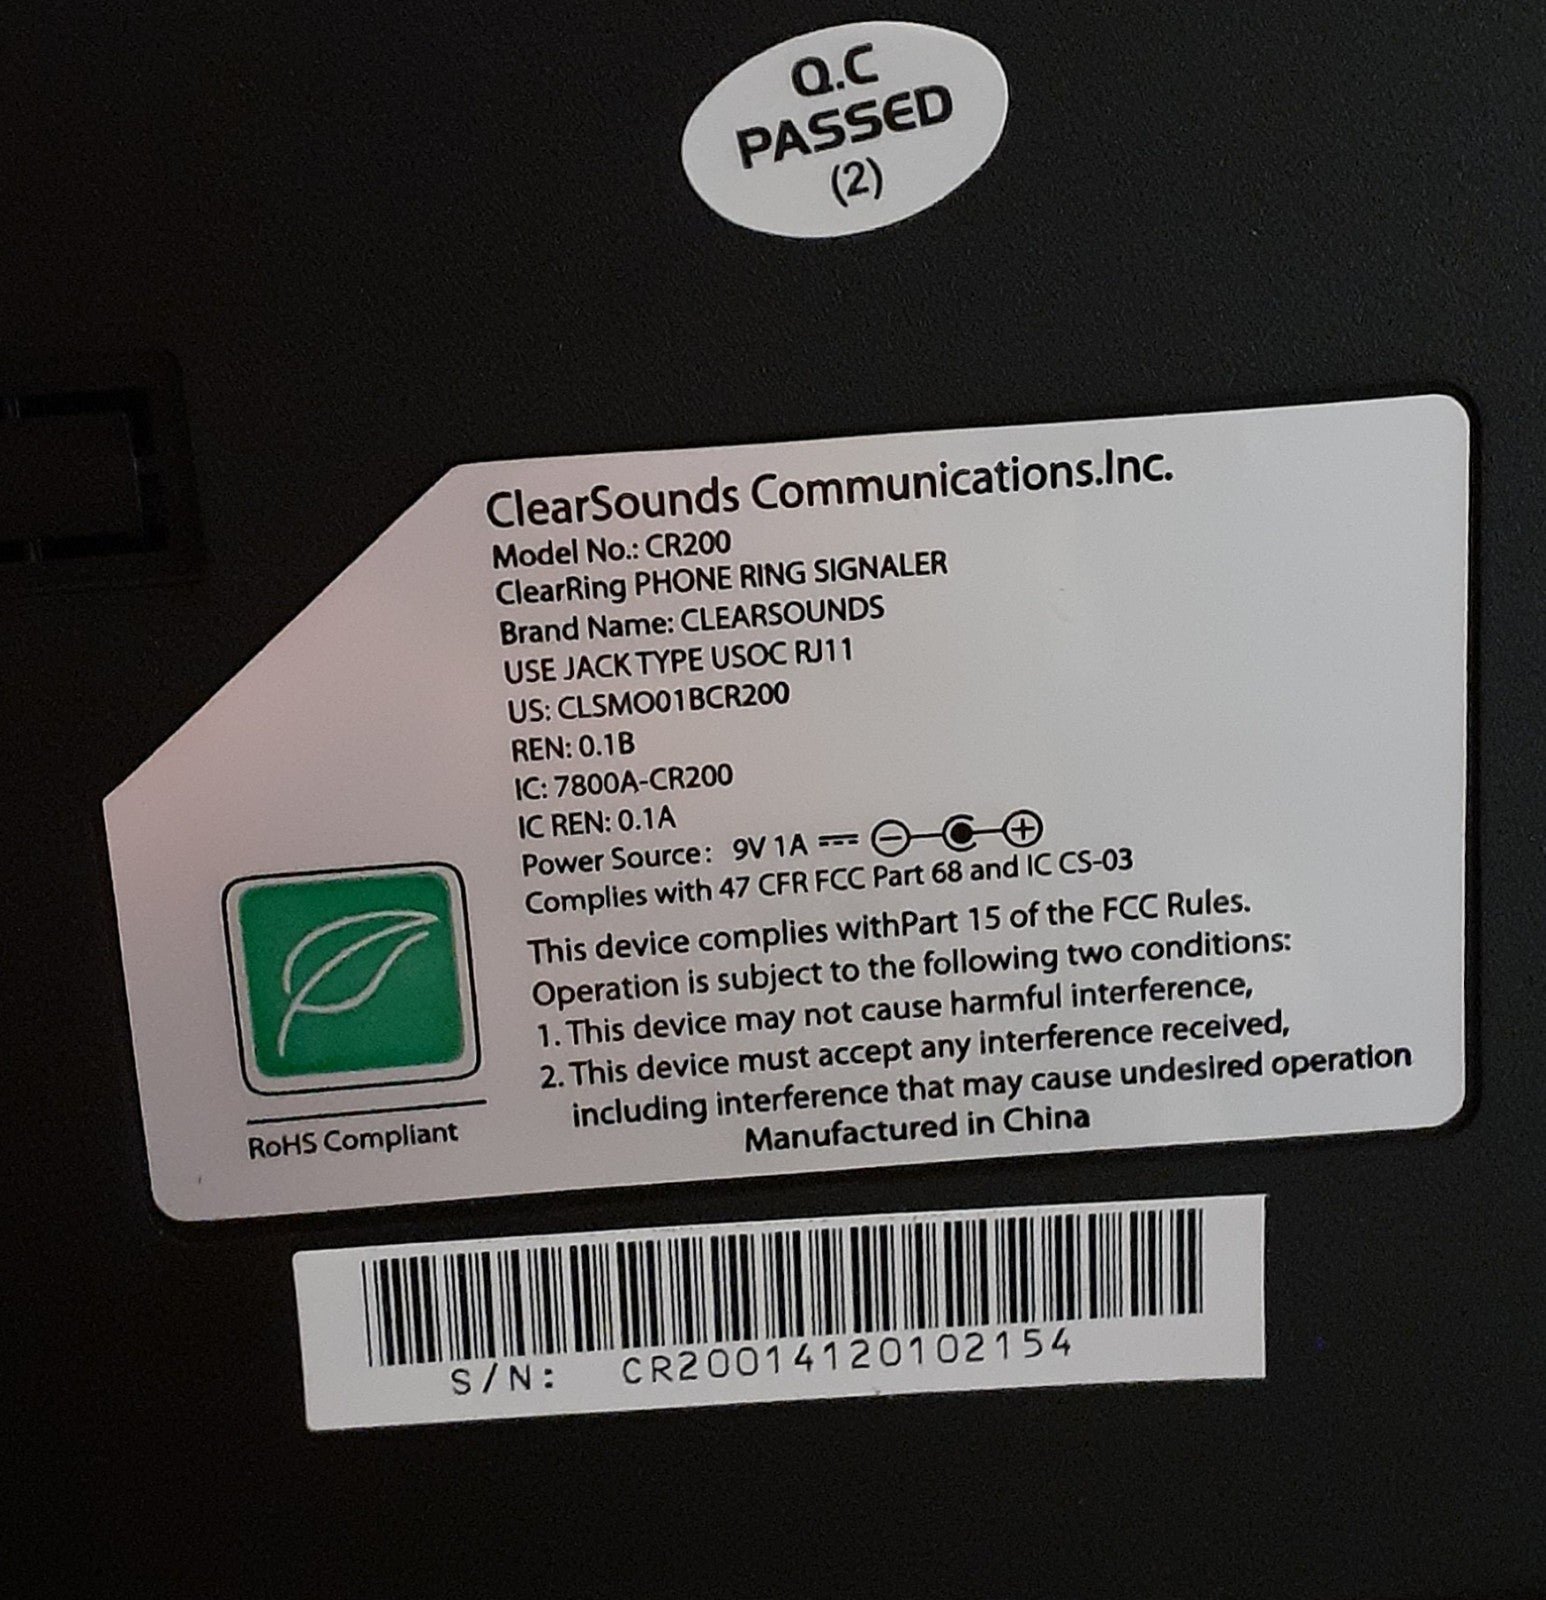 Q.C
PASSED
(2)
ClearSounds Communications.Inc.
Model No.: CR200
ClearRing PHONE RING SIGNALER
Brand Name: CLEARSOUNDS
USE JACK TYPE USOC RJ11
US: CLSMO01BCR200
REN: 0.1B
IC: 7800A-CR200
IC REN: 0.1A
Power Source: 9V 1A
Complies with 47 CFR FCC Part 68 and IC CS-03
This device complies withPart 15 of the FCC Rules.
Operation is subject to the following two conditions:
1. This device may not cause harmful interference,
2. This device must accept any interference received,
including interference that may cause undesired operation
Manufactured in China
RoHS Compliant
S/N: CR20014120102154